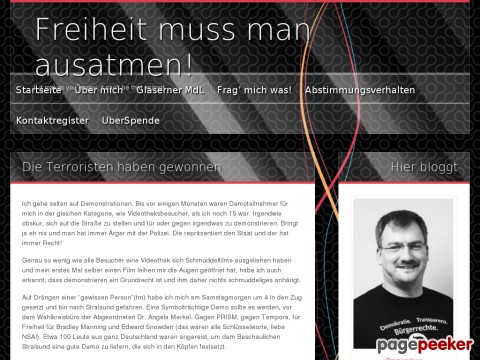 Freiheit muss man
ausatmen!
Startseite Über mich Gläserner MdL Frag' mich was! Abstimmungsverhalten
Kontaktregister UberSpende
Die Terroristen haben gewonnen
Hier bloggt
Ich gehe selten auf Demonstrationen. Bis vor einigen Monaten waren Demoteilnehmer für
mich in der gleichen Kategorie, wie Videotheksbesucher, als ich noch 15 war. Irgendwie
obskur, sich auf die Straße zu stellen und für oder gegen irgendwas zu demonstrieren. Bringt
ja eh nix und man hat immer Ärger mit der Polizei. Die repräsentiert den Staat und der hat
immer Recht!
Genau so wenig wie alle Besucher eine Videothek sich Schmuddelfilme ausgeliehen haben
und mein erstes Mal selber einen Film leihen mir die Augen geöffnet hat, habe ich auch
erkannt, dass demonstrieren ein Grundrecht ist und ihm daher nichts schmuddeliges anhängt.
Auf Drängen einer "gewissen Person"(tm) habe ich mich am Samstagmorgen um 4 in den Zug
gesetzt und bin nach Stralsund gefahren. Eine Symbolträchtige Demo sollte es werden, vor
dem Wahlkreisbüro der Abgeordneten Dr. Angela Merkel. Gegen PRISM, gegen Tempora, für
Freiheit für Bradley Manning und Edward Snowden (das waren alle Schlüsselworte, liebe
NSA!). Etwa 100 Leute aus ganz Deutschland waren angereist, um dem Beschaulichen
Stralsund eine gute Demo zu liefern, die sich in den Köpfen festsetzt.
Demokratie. Transparenz.
Bürgerrechte.
pagepeeker